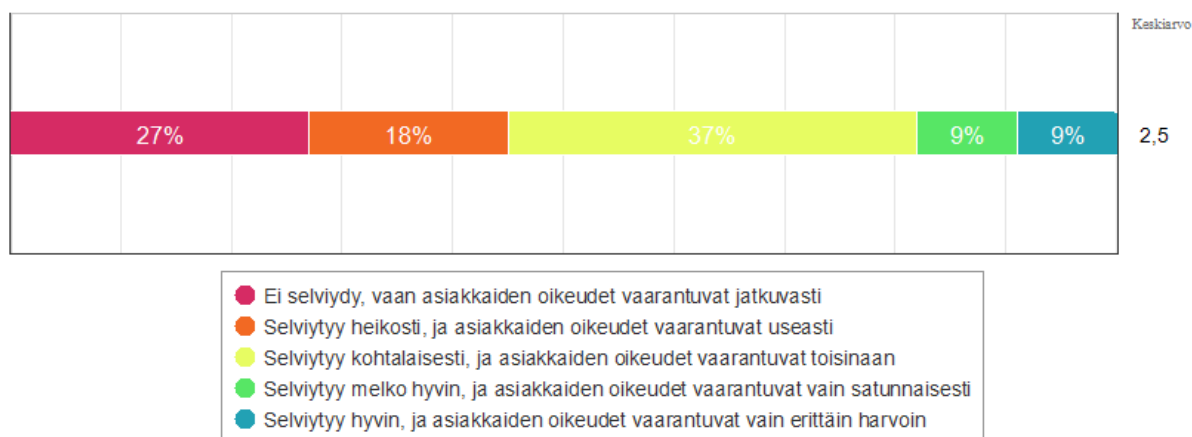 Keskiarvo
27% 18% 37% 9% 9% 2,5
Ei selviydy, vaan asiakkaiden oikeudet vaarantuvat jatkuvasti
Selviytyy heikosti, ja asiakkaiden oikeudet vaarantuvat useasti
Selviytyy kohtalaisesti, ja asiakkaiden oikeudet vaarantuvat toisinaan
Selviytyy melko hyvin, ja asiakkaiden oikeudet vaarantuvat vain satunnaisesti
Selviytyy hyvin, ja asiakkaiden oikeudet vaarantuvat vain erittäin harvoin